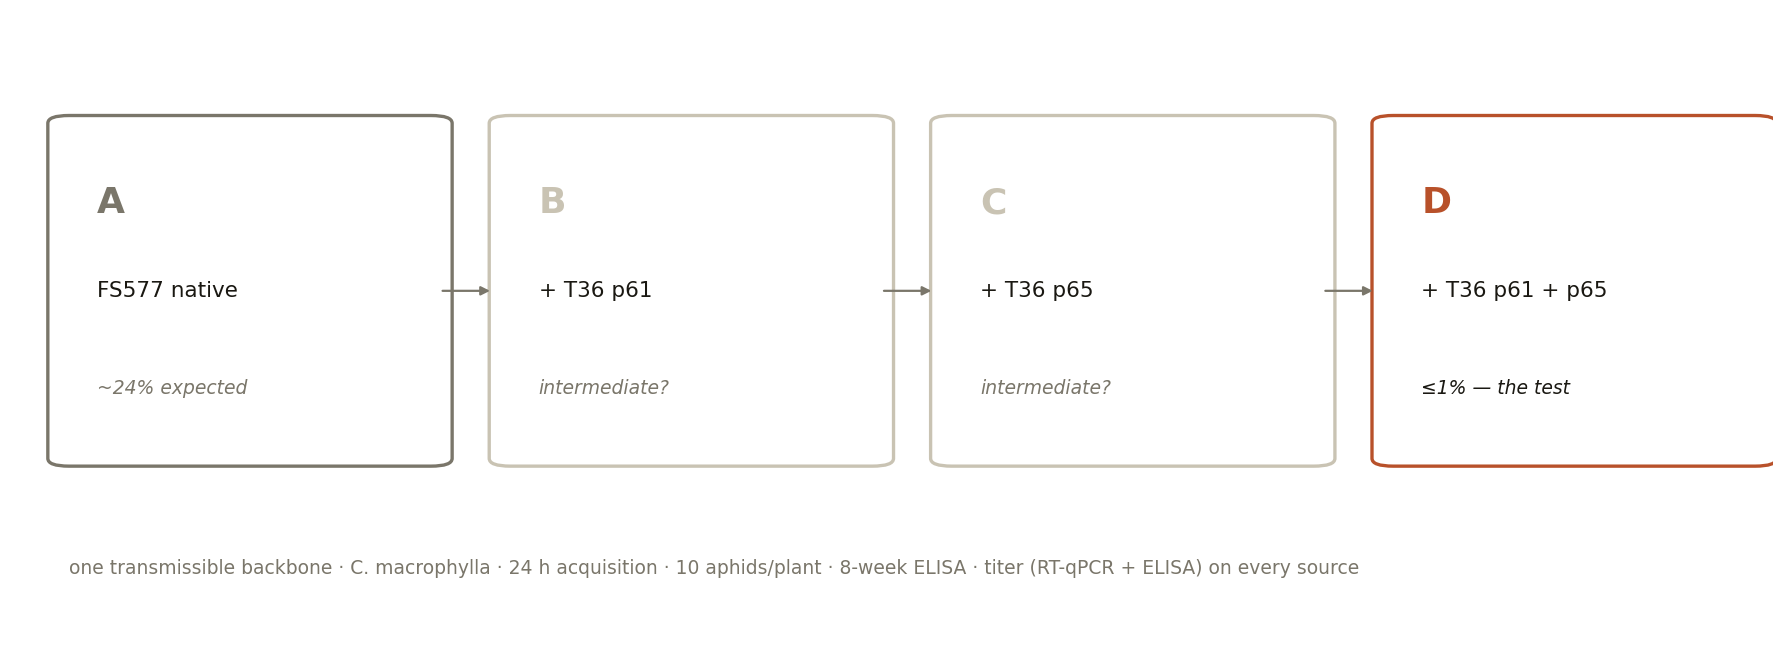 A
FS577 native
~24% expected
B
+ T36 p61
intermediate?
C
+ T36 p65
intermediate?
D
+ T36 p61 + p65
≤1% — the test
one transmissible backbone · C. macrophylla · 24 h acquisition · 10 aphids/plant · 8-week ELISA · titer (RT-qPCR + ELISA) on every source